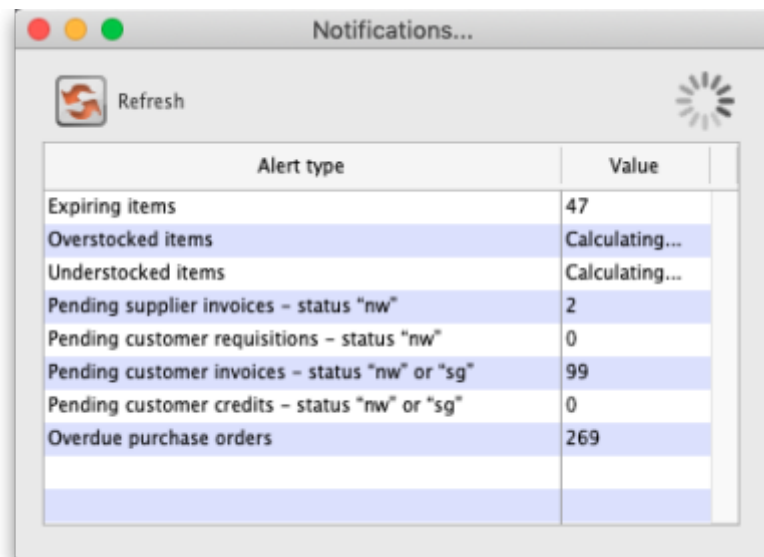 Notifications...
Refresh
Alert type Value
Expiring items 47
Overstocked items Calculating...
Understocked items Calculating...
Pending supplier invoices – status “nw” 2
Pending customer requisitions – status “nw” 0
Pending customer invoices – status “nw” or “sg” 99
Pending customer credits – status “nw” or “sg” 0
Overdue purchase orders 269